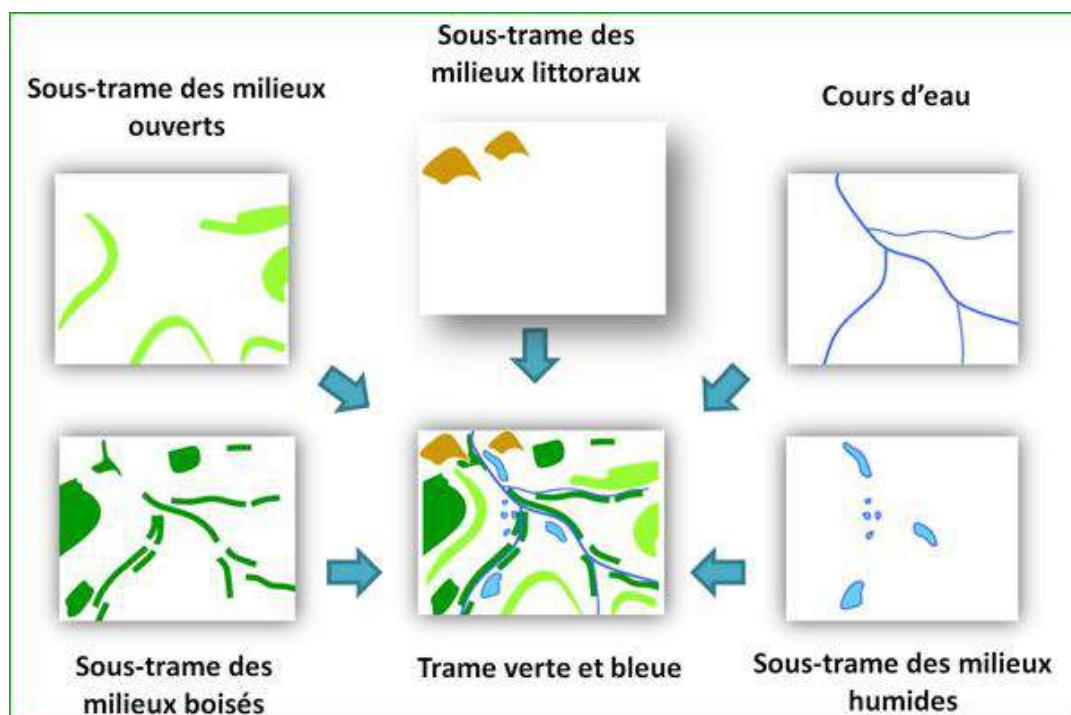 Sous-trame des milieux
ouverts
Sous-trame des
milieux littoraux
Cours d’eau
Sous-trame des
milieux boisés
Trame verte et bleue
Sous-trame des milieux
humides